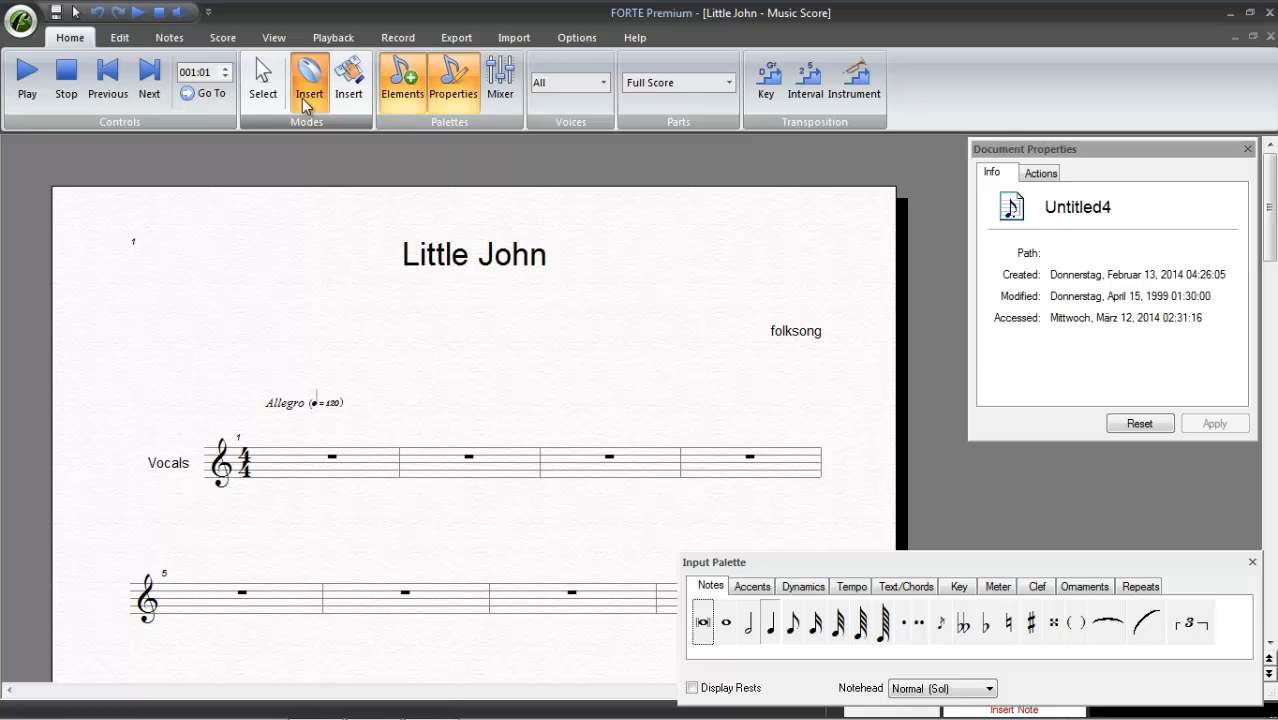 FORTE Premium - [Little John - Music Score]
Home Edit Notes Score View Playback Record Export Import Options Help
001:01
Go To
Play Stop Previous Next
Controls
Select Insert Insert
Modes
Elements Properties Mixer
Palettes
All
Voices
Full Score
Parts
Key Interval Instrument
Transposition
Document Properties
Info Actions
Untitled4
Path:
Created: Donnerstag, Februar 13, 2014 04:26:05
Modified: Donnerstag, April 15, 1999 01:30:00
Accessed: Mittwoch, März 12, 2014 02:31:16
Reset Apply
1
Little John
folksong
Allegro (♩=120)
1
Vocals
4
4
5
Input Palette
Notes Accents Dynamics Tempo Text/Chords Key Meter Clef Ornaments Repeats
3
Display Rests Notehead Normal (Sol)
Insert Note